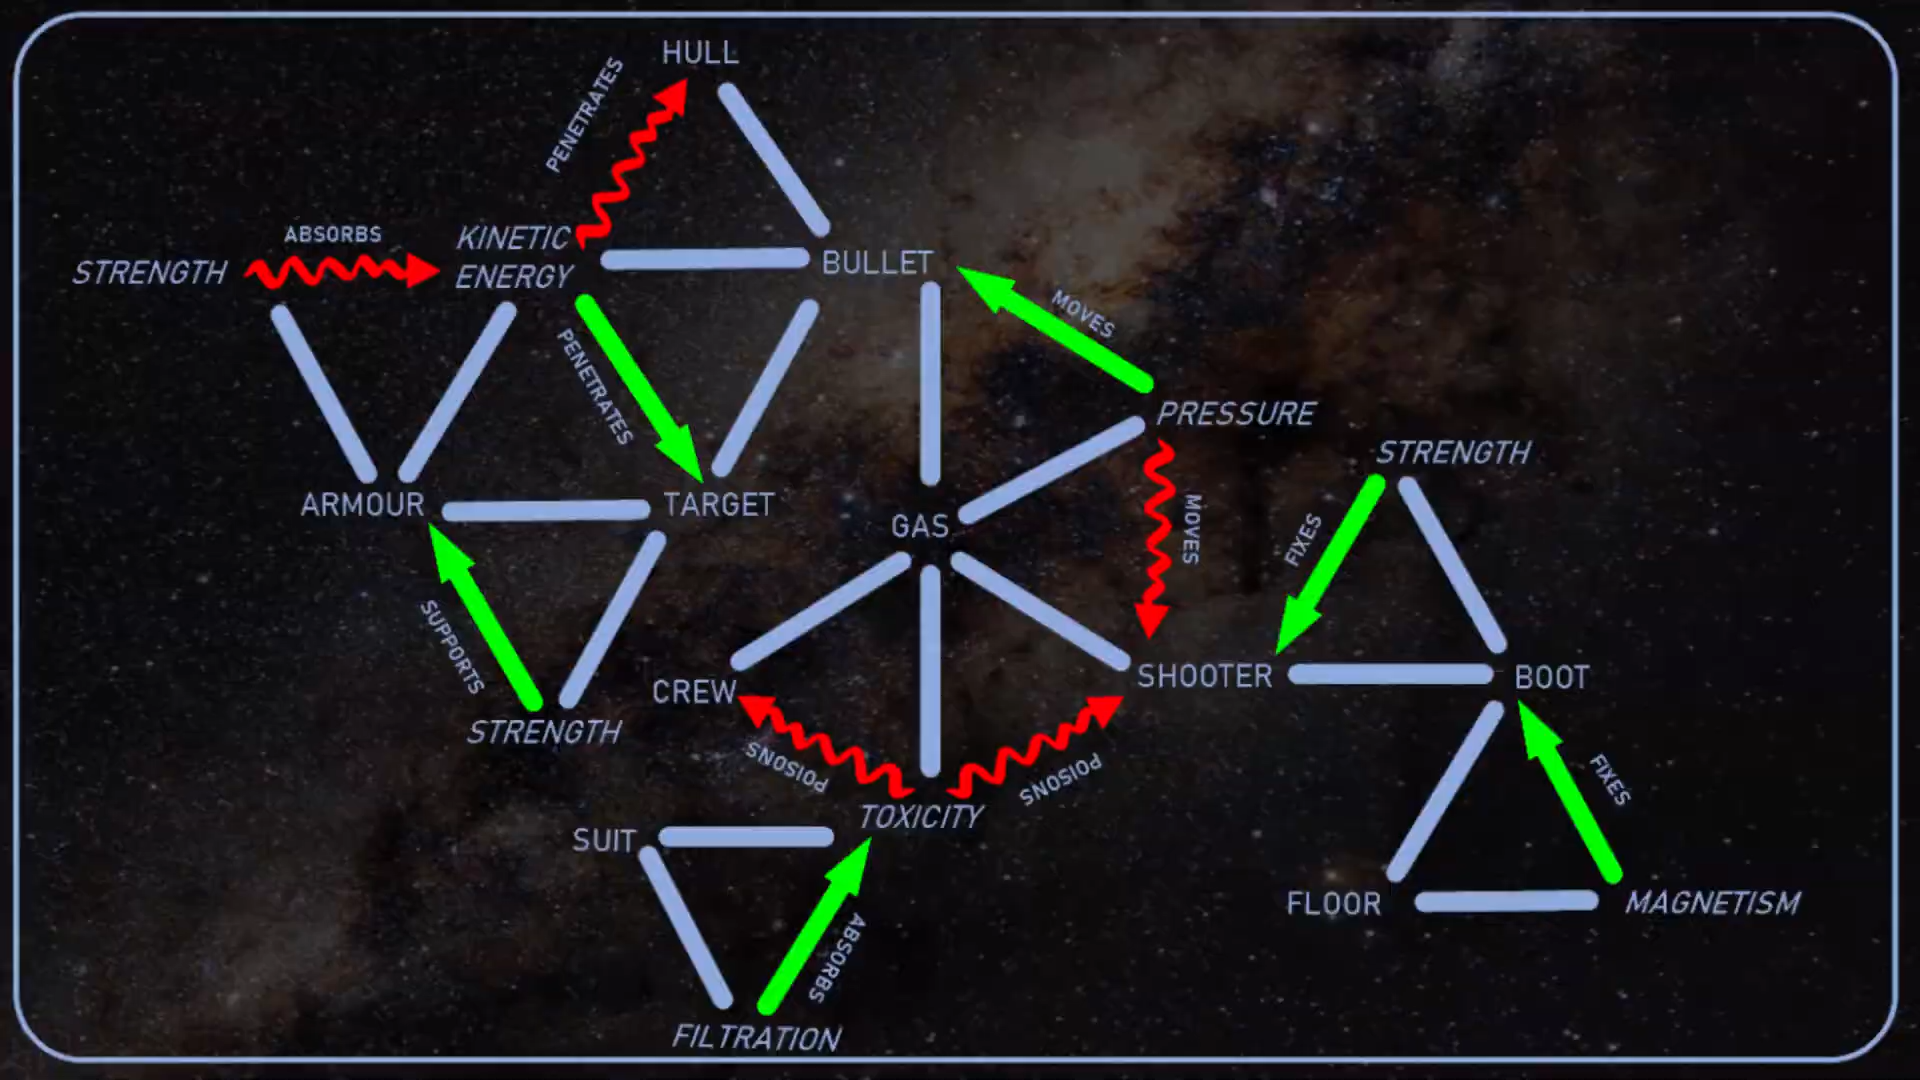 HULL
PENETRATES
ABSORBS
KINETIC
ENERGY
STRENGTH
BULLET
MOVES
PENETRATES
PRESSURE
STRENGTH
ARMOUR
TARGET
GAS
MOVES
FIXES
SUPPORTS
CREW
SHOOTER
BOOT
STRENGTH
POISONS
POISONS
FIXES
TOXICITY
SUIT
FLOOR
MAGNETISM
ABSORBS
FILTRATION